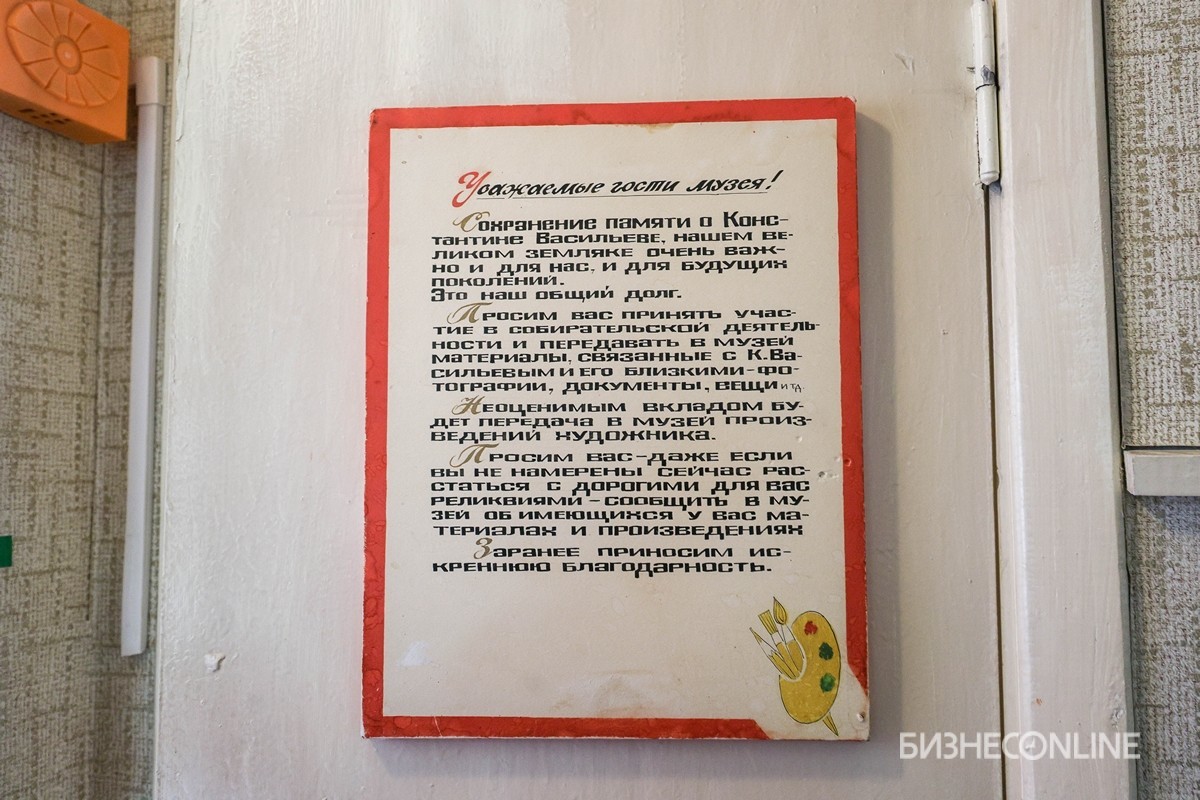 Уважаемые гости музея!
Сохранение памяти о Конс-
тантине Васильеве, нашем ве-
ликом земляке очень важ-
но и для нас, и для будущих
поколений.
Это наш общий долг.
Просим вас принять учас-
тие в собирательской деятель-
ности и передавать в музей
материалы, связанные с К.Ва-
сильевым и его близкими-фо-
тографии, документы, вещи и т.д.
Неоценимым вкладом бу-
дет передача в музей произ-
ведений художника.
Просим вас-даже если
вы не намерены сейчас рас-
статься с дорогими для вас
реликвиями-сообщить в му-
зей об имеющихся у вас ма-
териалах и произведениях
Заранее приносим ис-
креннюю благодарность.
БИЗНЕС ONLINE